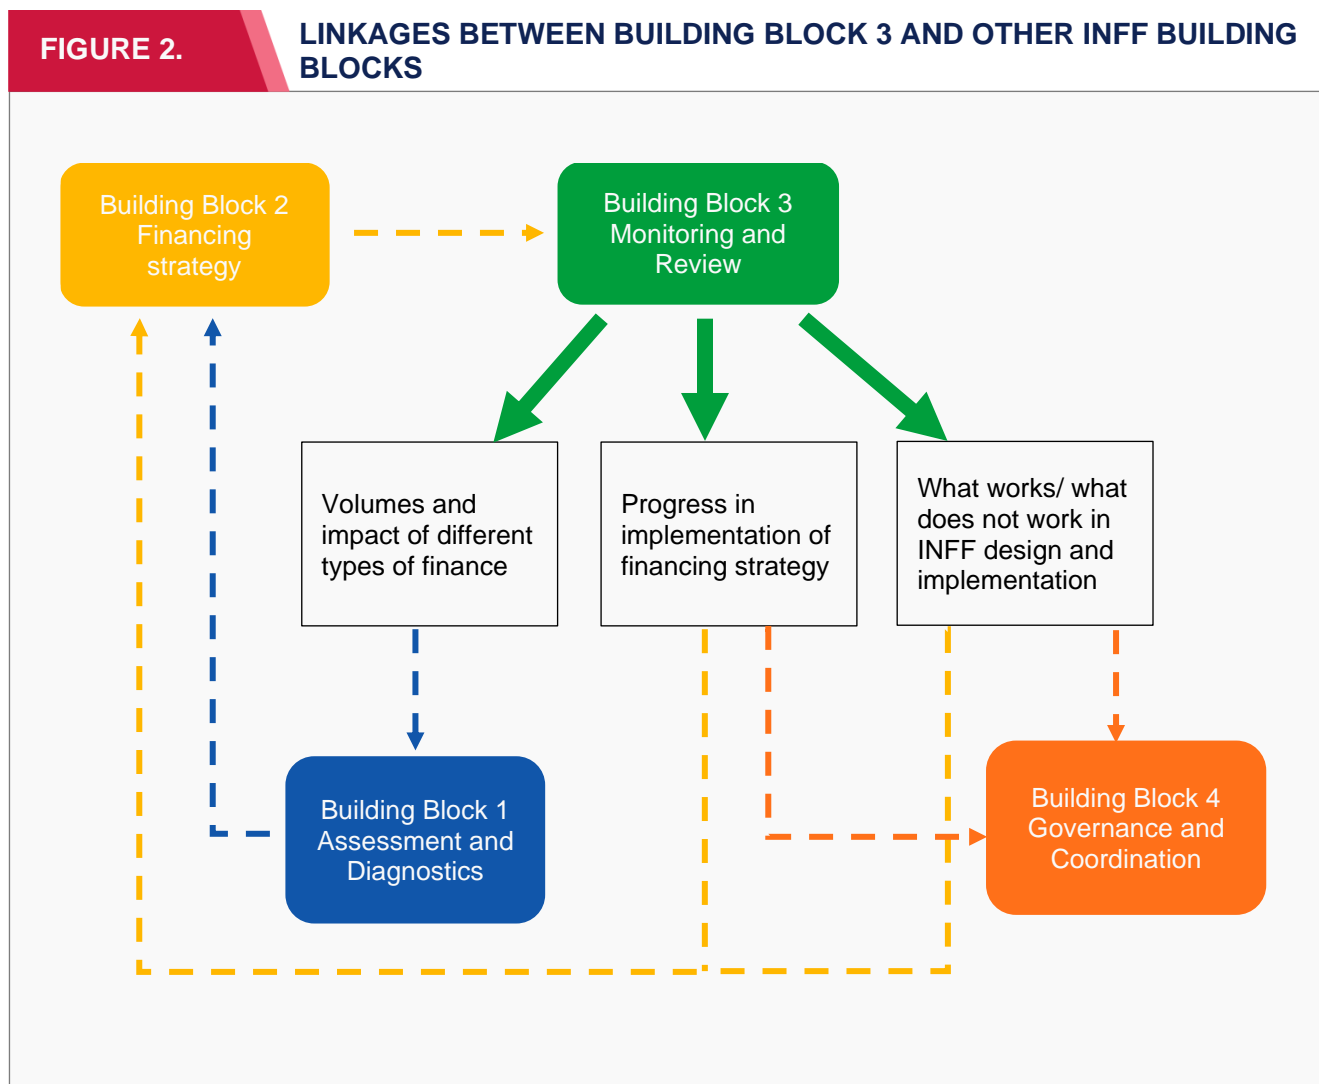 FIGURE 2.
LINKAGES BETWEEN BUILDING BLOCK 3 AND OTHER INFF BUILDING
BLOCKS
Building Block 2
Financing
strategy
Building Block 3
Monitoring and
Review
Volumes and
impact of different
types of finance
Progress in
implementation of
financing strategy
What works/ what
does not work in
INFF design and
implementation
Building Block 1
Assessment and
Diagnostics
Building Block 4
Governance and
Coordination